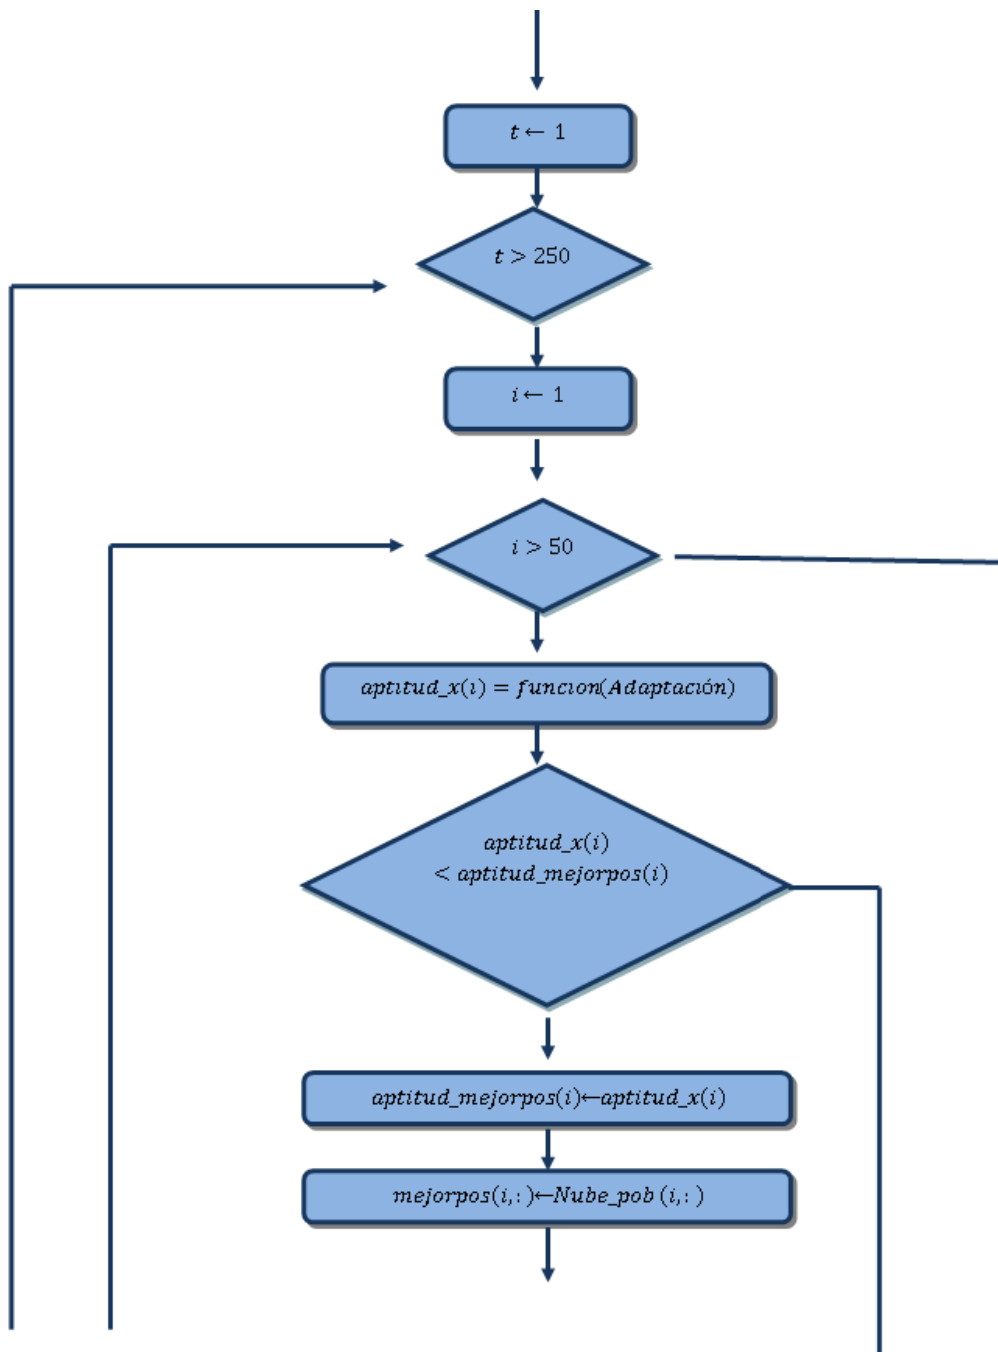 t ← 1
t > 250
i ← 1
i > 50
aptitud_x(i) = funcion(Adaptación)
aptitud_x(i)
< aptitud_mejorpos(i)
aptitud_mejorpos(i)←aptitud_x(i)
mejorpos(i,:)←Nube_pob (i,:)